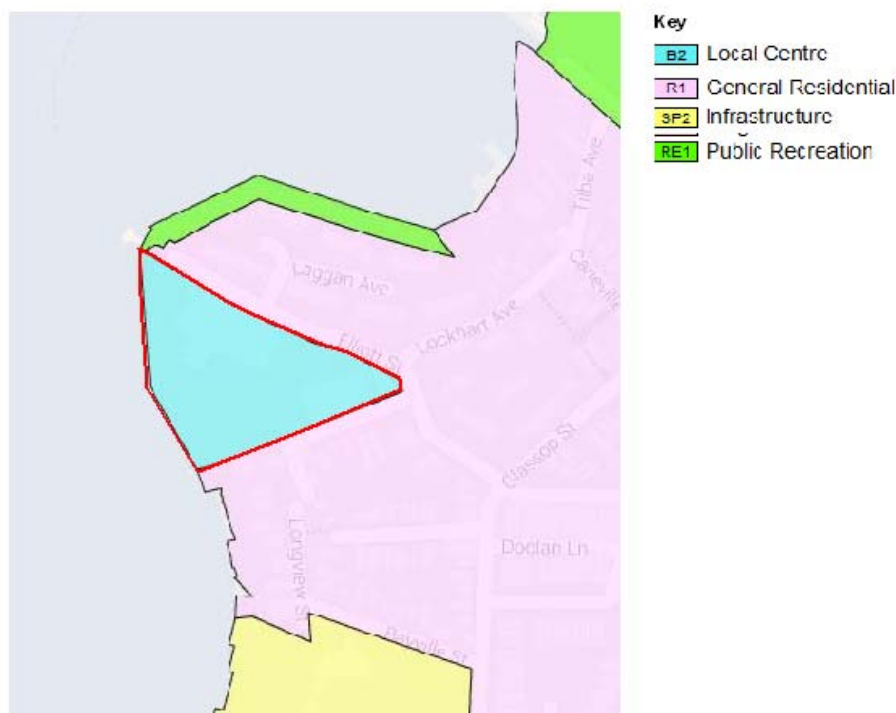 Key
B2 Local Centre
R1 General Residential
SP2 Infrastructure
RE1 Public Recreation
Tilba Ave
Laggan Ave
Elliott St
Lockhart Ave
Glassop St
Longview St
Doctan Ln